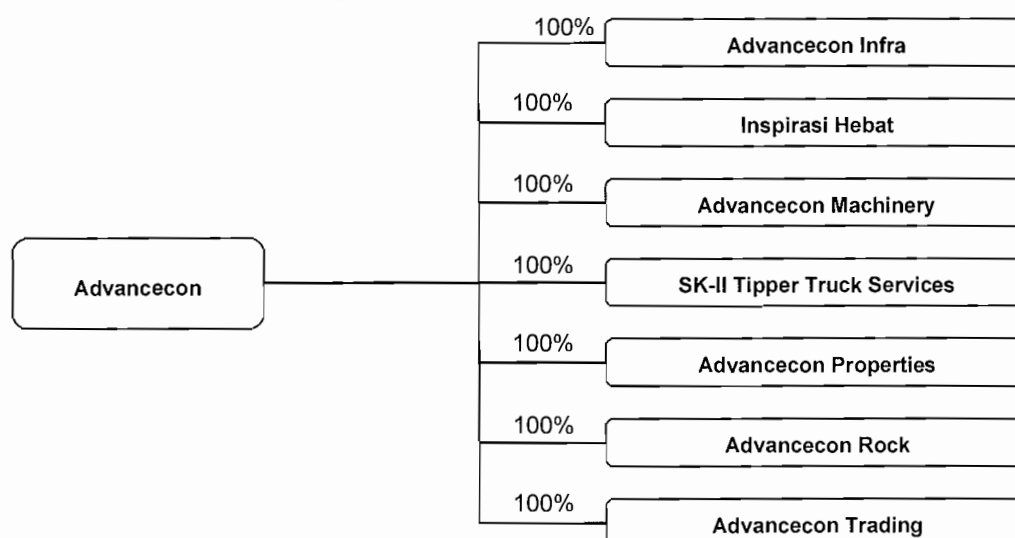 100%
Advancecon Infra
100%
Inspirasi Hebat
100%
Advancecon Machinery
Advancecon
100%
SK-II Tipper Truck Services
100%
Advancecon Properties
100%
Advancecon Rock
100%
Advancecon Trading